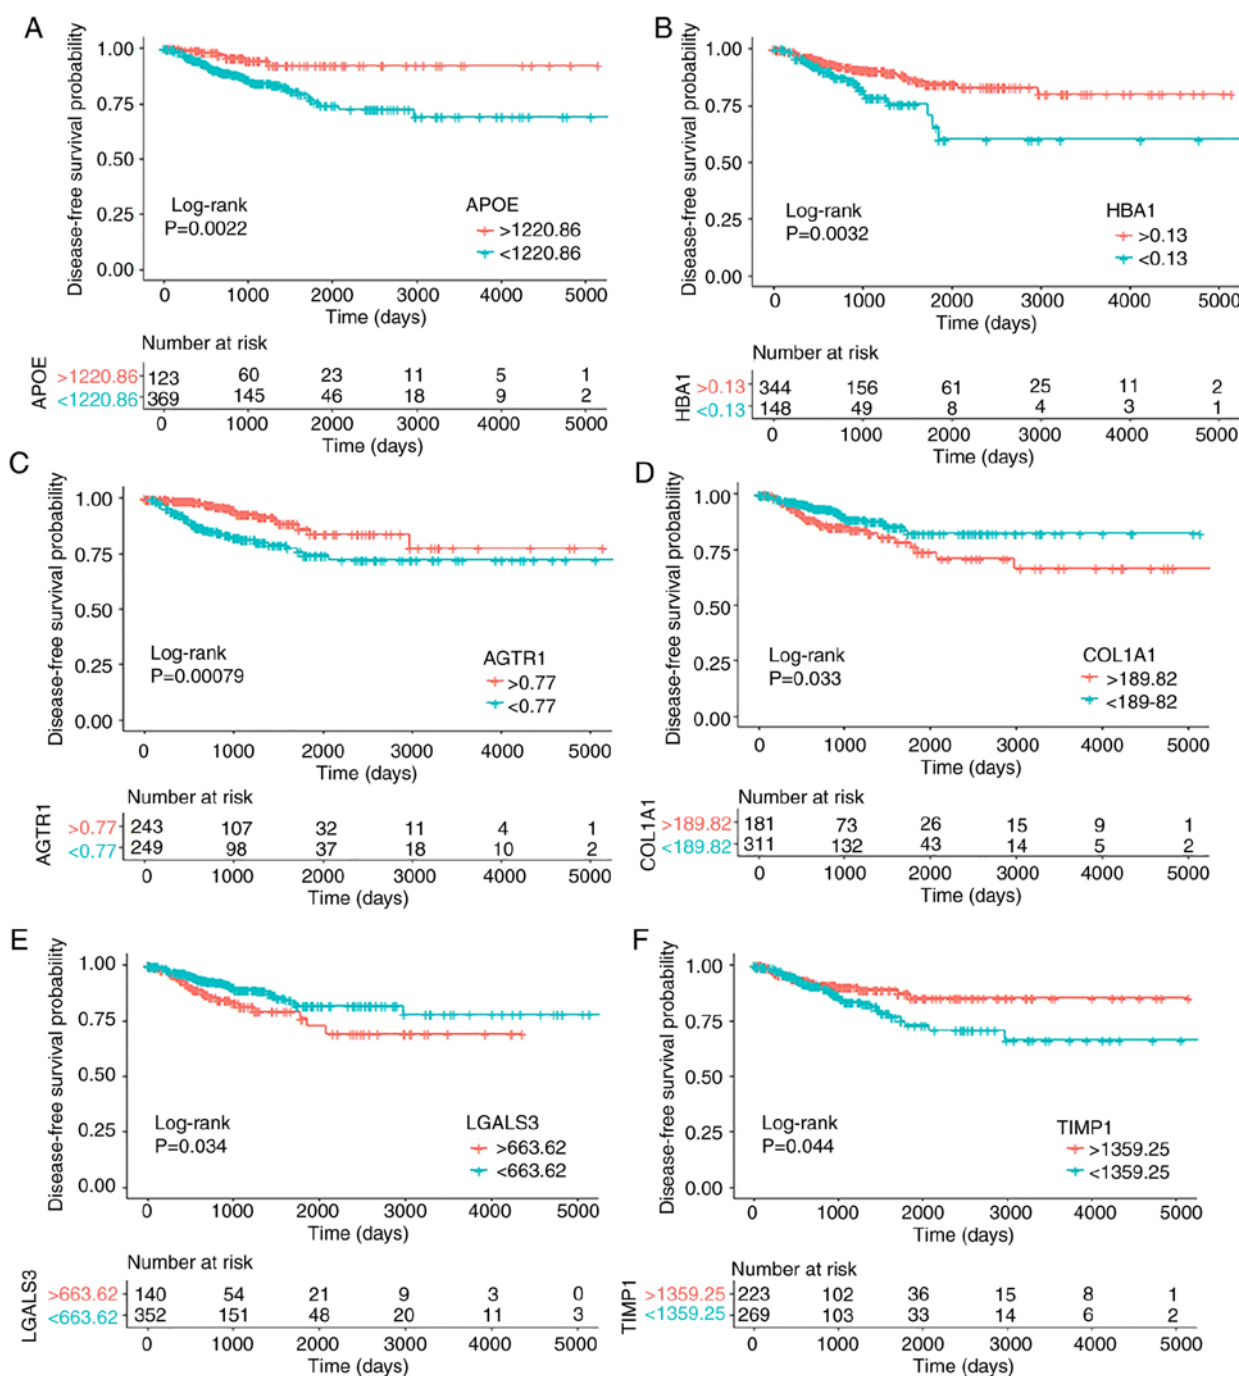 A
Disease-free survival probability
1.00
0.75
0.50
0.25
0.00
Log-rank
P=0.0022
APOE
>1220.86
<1220.86
0 1000 2000 3000 4000 5000
Time (days)
Number at risk
APOE
>1220.86 123 60 23 11 5 1
<1220.86 369 145 46 18 9 2
0 1000 2000 3000 4000 5000
Time (days)
B
Disease-free survival probability
1.00
0.75
0.50
0.25
0.00
Log-rank
P=0.0032
HBA1
>0.13
<0.13
0 1000 2000 3000 4000 5000
Time (days)
Number at risk
HBA1
>0.13 344 156 61 25 11 2
<0.13 148 49 8 4 3 1
0 1000 2000 3000 4000 5000
Time (days)
C
Disease-free survival probability
1.00
0.75
0.50
0.25
0.00
Log-rank
P=0.00079
AGTR1
>0.77
<0.77
0 1000 2000 3000 4000 5000
Time (days)
Number at risk
AGTR1
>0.77 243 107 32 11 4 1
<0.77 249 98 37 18 10 2
0 1000 2000 3000 4000 5000
Time (days)
D
Disease-free survival probability
1.00
0.75
0.50
0.25
0.00
Log-rank
P=0.033
COL1A1
>189.82
<189-82
0 1000 2000 3000 4000 5000
Time (days)
Number at risk
COL1A1
>189.82 181 73 26 15 9 1
<189.82 311 132 43 14 5 2
0 1000 2000 3000 4000 5000
Time (days)
E
Disease-free survival probability
1.00
0.75
0.50
0.25
0.00
Log-rank
P=0.034
LGALS3
>663.62
<663.62
0 1000 2000 3000 4000 5000
Time (days)
Number at risk
LGALS3
>663.62 140 54 21 9 3 0
<663.62 352 151 48 20 11 3
0 1000 2000 3000 4000 5000
Time (days)
F
Disease-free survival probability
1.00
0.75
0.50
0.25
0.00
Log-rank
P=0.044
TIMP1
>1359.25
<1359.25
0 1000 2000 3000 4000 5000
Time (days)
Number at risk
TIMP1
>1359.25 223 102 36 15 8 1
<1359.25 269 103 33 14 6 2
0 1000 2000 3000 4000 5000
Time (days)